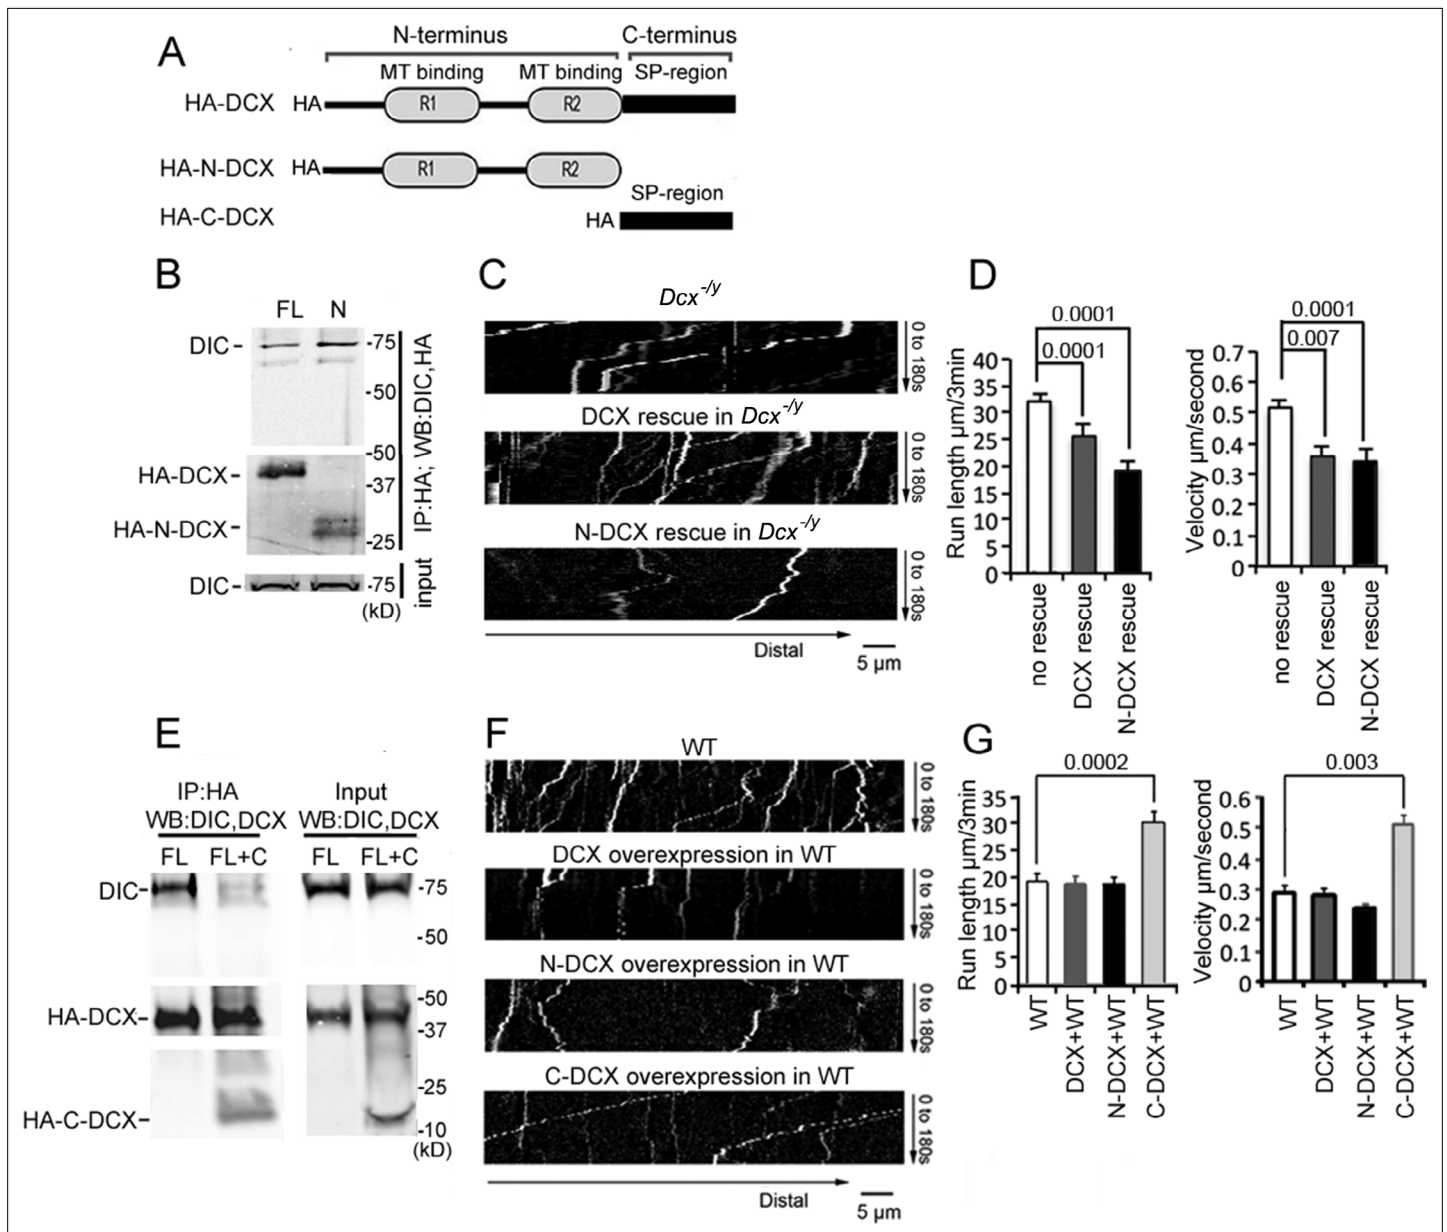 A
N-terminus
C-terminus
MT binding
MT binding
SP-region
HA-DCX
HA
R1
R2
HA-N-DCX
HA
R1
R2
SP-region
HA-C-DCX
HA
B
FL
N
DIC
-75
-50
-50
HA-DCX
-37
HA-N-DCX
-25
DIC
-75
(kD)
IP:HA; WB:DIC,HA
input
C
Dcx-/y
0 to 180s
DCX rescue in Dcx-/y
0 to 180s
N-DCX rescue in Dcx-/y
0 to 180s
Distal
5 µm
D
0.0001
0.0001
Run length µm/3min
40
35
30
25
20
15
10
5
0
no rescue
DCX rescue
N-DCX rescue
0.0001
0.007
Velocity µm/second
0.7
0.6
0.5
0.4
0.3
0.2
0.1
0
no rescue
DCX rescue
N-DCX rescue
E
IP:HA
WB:DIC,DCX
Input
WB:DIC,DCX
FL
FL+C
FL
FL+C
DIC-
-75
-50
-50
HA-DCX-
-37
-25
HA-C-DCX-
-10
(kD)
F
WT
0 to 180s
DCX overexpression in WT
0 to 180s
N-DCX overexpression in WT
0 to 180s
C-DCX overexpression in WT
0 to 180s
Distal
5 µm
G
0.0002
Run length µm/3min
35
30
25
20
15
10
5
0
WT
DCX+WT
N-DCX+WT
C-DCX+WT
0.003
Velocity µm/second
0.6
0.5
0.4
0.3
0.2
0.1
0
WT
DCX+WT
N-DCX+WT
C-DCX+WT